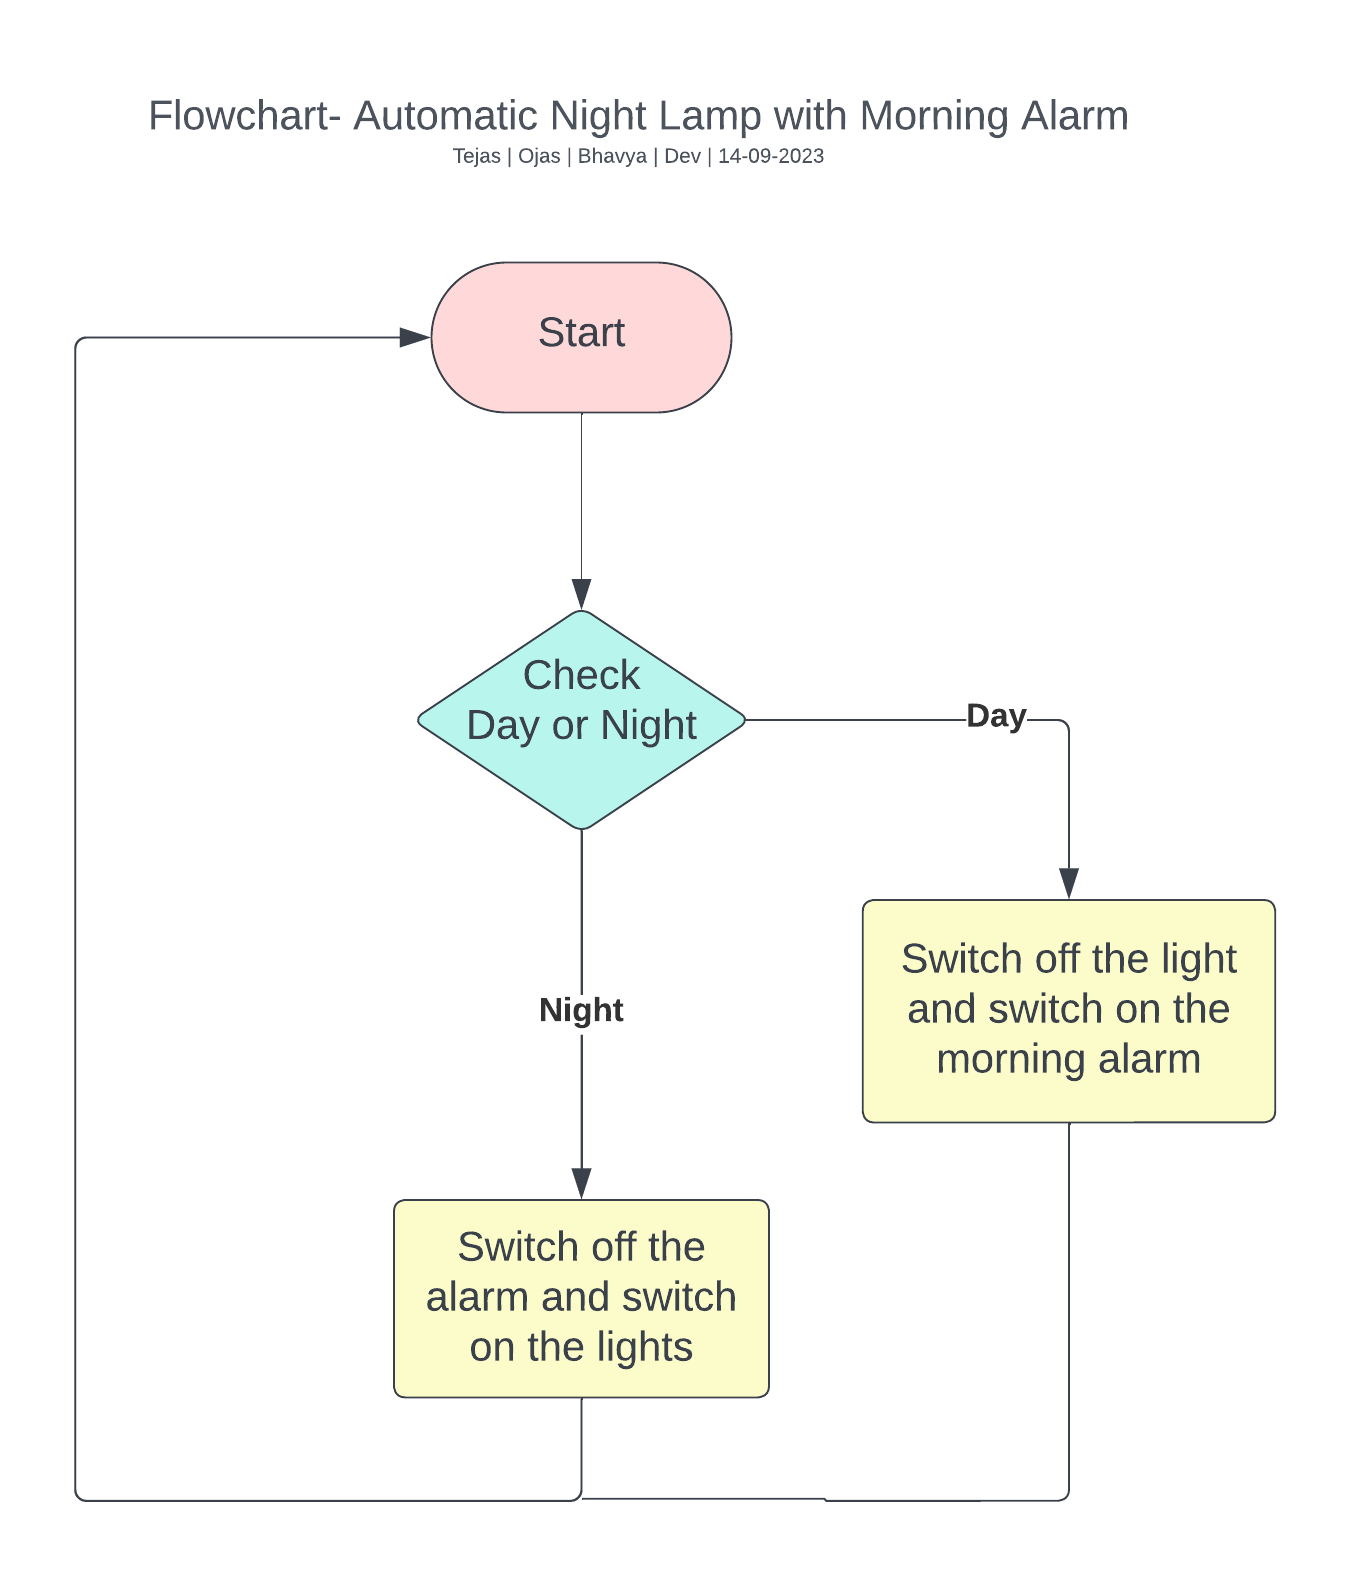 Flowchart- Automatic Night Lamp with Morning Alarm
Tejas | Ojas | Bhavya | Dev | 14-09-2023
Start
Check
Day or Night
Day
Switch off the light
and switch on the
morning alarm
Night
Switch off the
alarm and switch
on the lights